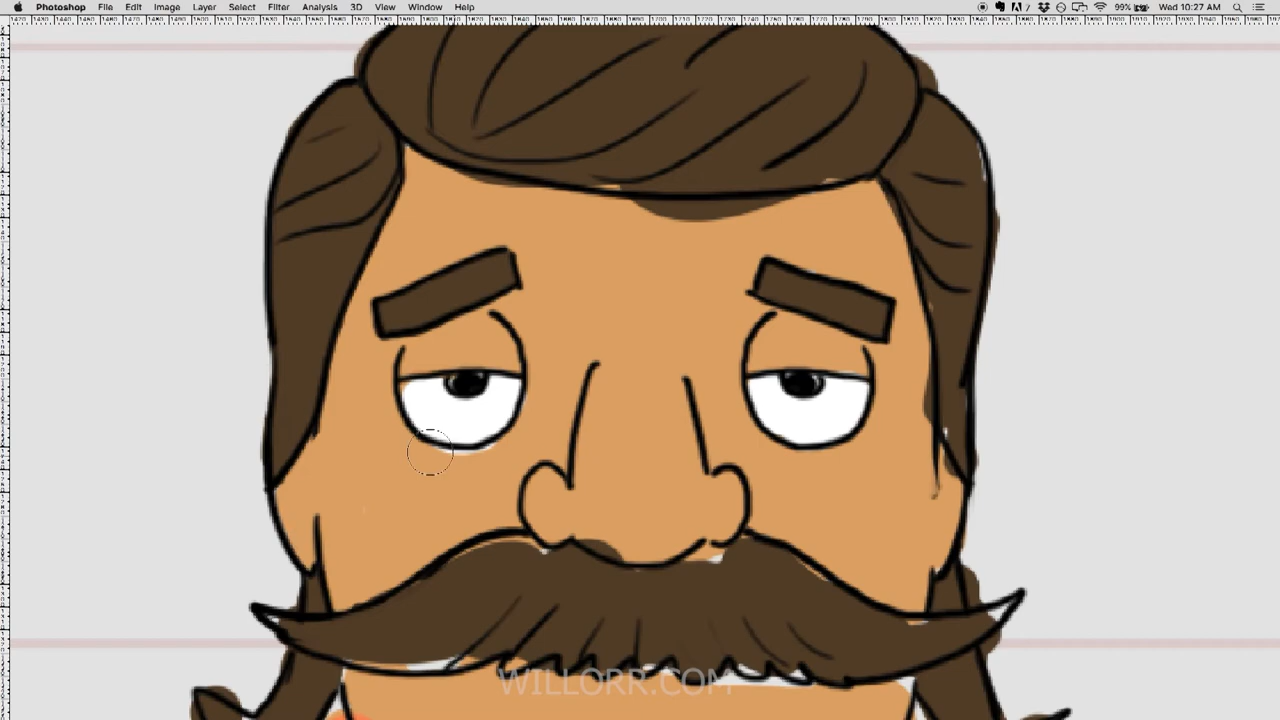 Photoshop File Edit Image Layer Select Filter Analysis 3D View Window Help 7 99% Wed 10:27 AM
WILLORR.COM